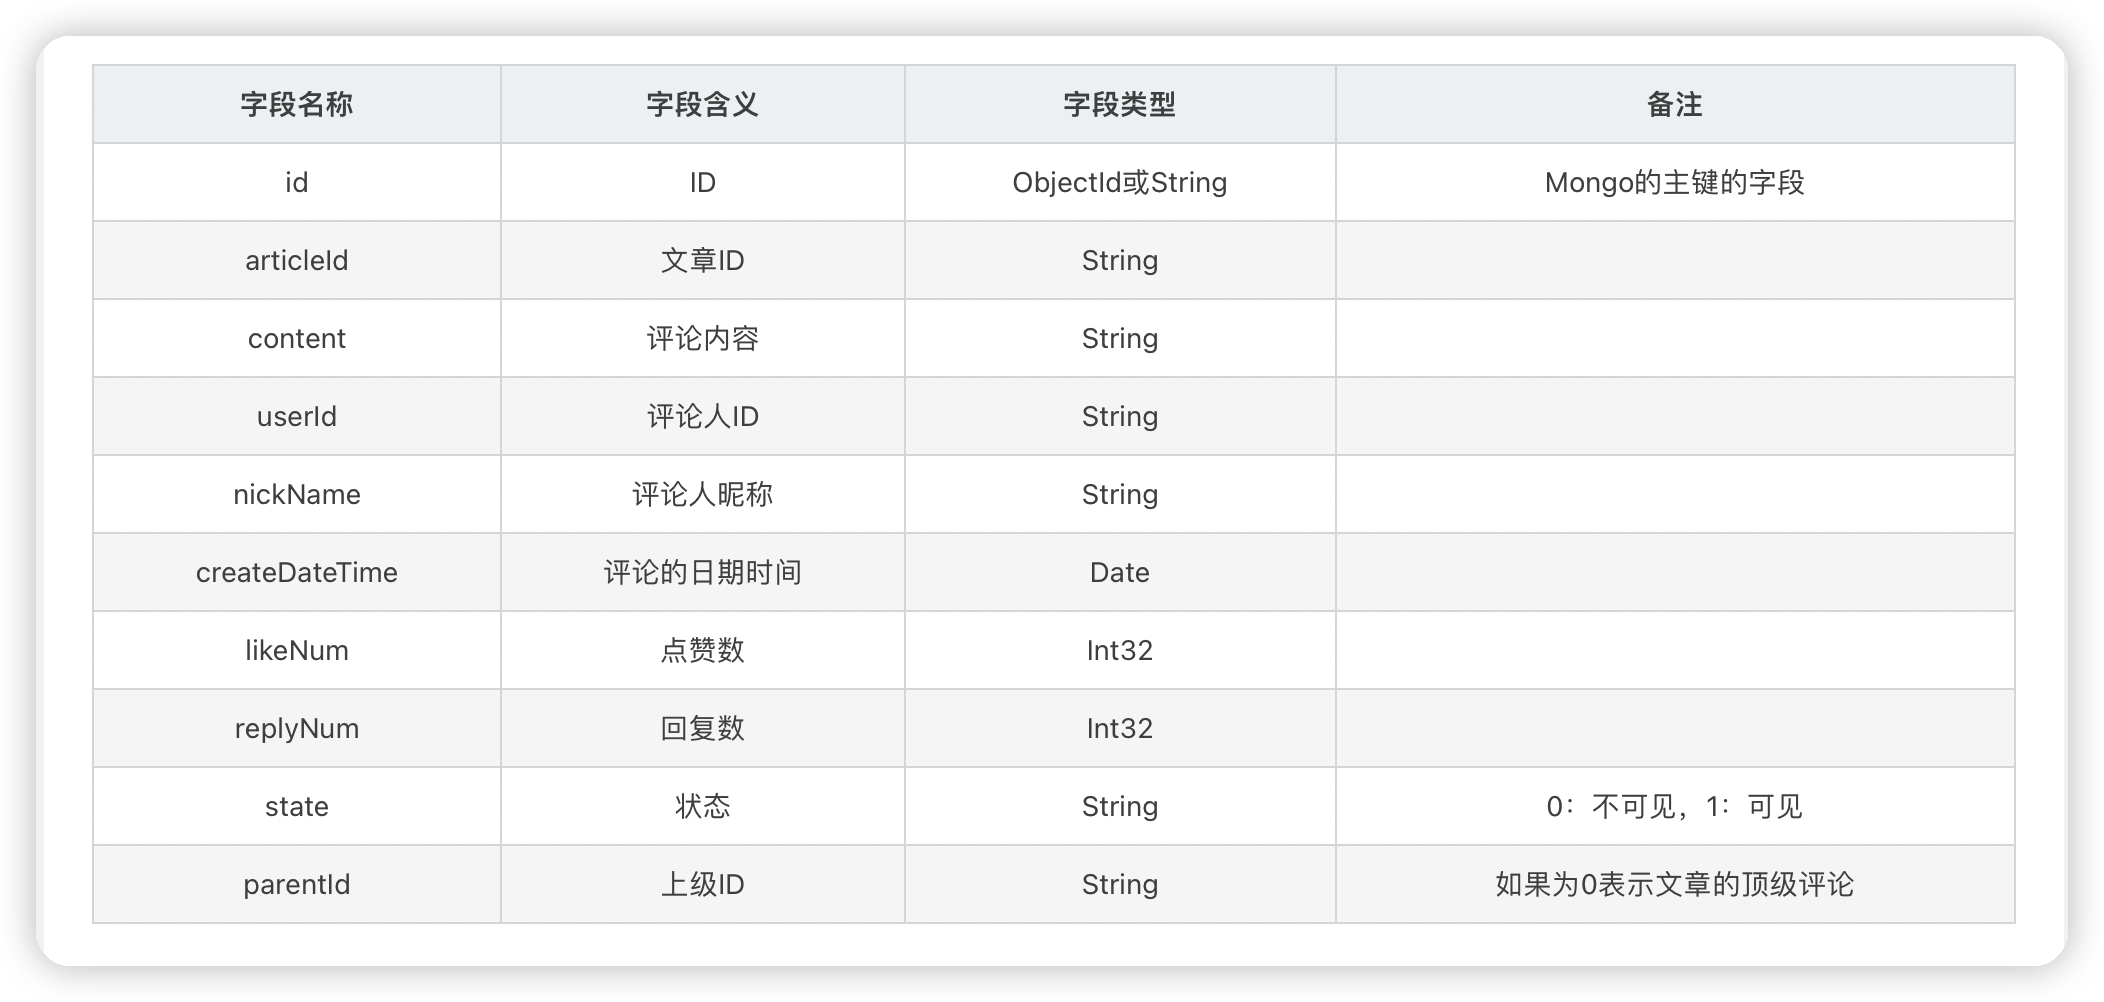 字段名称 字段含义 字段类型 备注
id ID ObjectId或String Mongo的主键的字段
articleId 文章ID String
content 评论内容 String
userId 评论人ID String
nickName 评论人昵称 String
createDateTime 评论的日期时间 Date
likeNum 点赞数 Int32
replyNum 回复数 Int32
state 状态 String 0：不可见，1：可见
parentId 上级ID String 如果为0表示文章的顶级评论